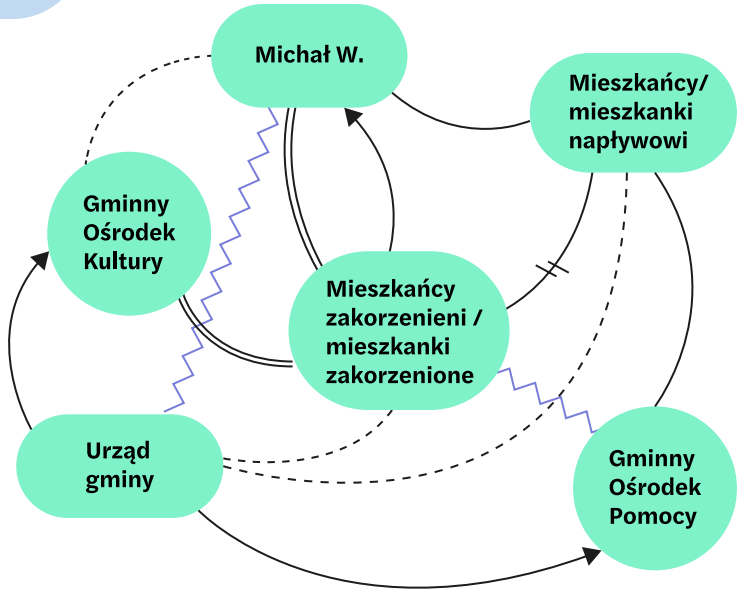 Michał W.
Mieszkańcy/
mieszkanki
napływowi
Gminny
Ośrodek
Kultury
Mieszkańcy
zakorzenieni /
mieszkanki
zakorzenione
Urząd
gminy
Gminny
Ośrodek
Pomocy